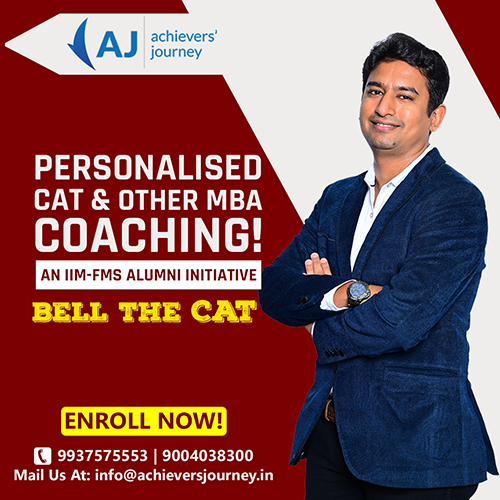 AJ
achievers'
journey
PERSONALISED
CAT & OTHER MBA
COACHING!
AN IIM-FMS ALUMNI INITIATIVE
BELL THE CAT
ENROLL NOW!
9937575553 | 9004038300
Mail Us At: info@achieversjourney.in